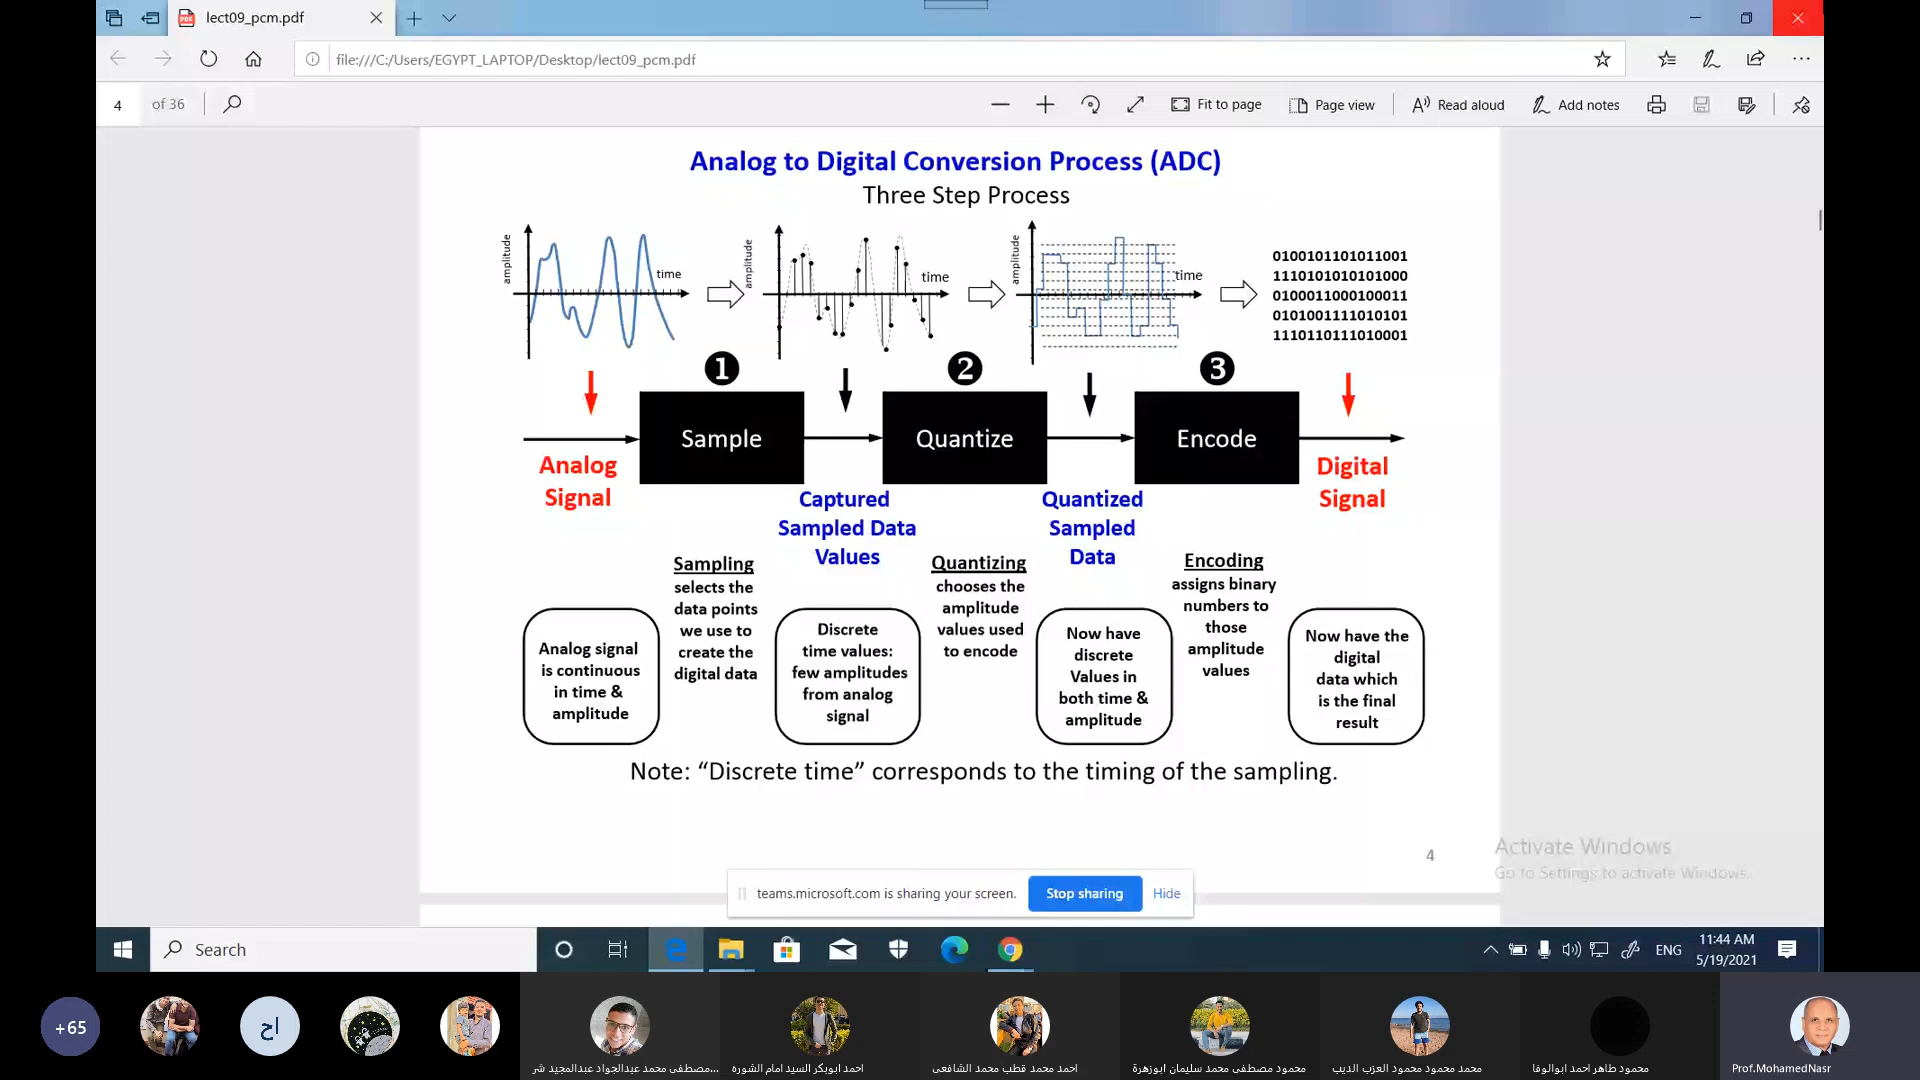 lect09_pcm.pdf
file:///C:/Users/EGYPT_LAPTOP/Desktop/lect09_pcm.pdf
4 of 36
Fit to page
Page view
Read aloud
Add notes
Analog to Digital Conversion Process (ADC)
Three Step Process
amplitude
time
amplitude
time
amplitude
time
0100101101011001
1110101010101000
0100011000100011
0101001111010101
1110110111010001
1
2
3
Sample
Quantize
Encode
Analog
Signal
Captured
Sampled Data
Values
Quantized
Sampled
Data
Digital
Signal
Sampling
selects the
data points
we use to
create the
digital data
Quantizing
chooses the
amplitude
values used
to encode
Encoding
assigns binary
numbers to
those
amplitude
values
Analog signal
is continuous
in time &
amplitude
Discrete
time values:
few amplitudes
from analog
signal
Now have
discrete
Values in
both time &
amplitude
Now have the
digital
data which
is the final
result
Note: “Discrete time” corresponds to the timing of the sampling.
4
Activate Windows
Go to Settings to activate Windows.
teams.microsoft.com is sharing your screen.
Stop sharing
Hide
Search
ENG
11:44 AM
5/19/2021
+65
اح
مصطفى محمد عبدالجواد عبدالمجيد شر...
احمد ابوبكر السيد امام الشوره
احمد محمد قطب محمد الشافعى
محمود مصطفى محمد سليمان ابوزهرة
محمد محمود محمود العزب الديب
محمود طاهر احمد ابوالوفا
Prof.MohamedNasr